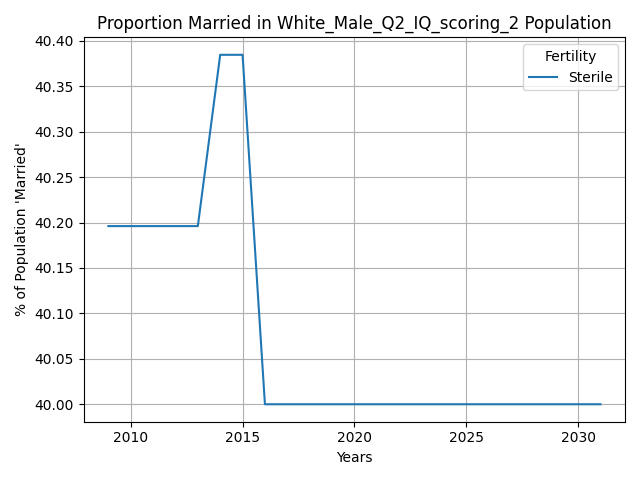 Proportion Married in White_Male_Q2_IQ_scoring_2 Population
Fertility
Sterile
% of Population 'Married'
40.40
40.35
40.30
40.25
40.20
40.15
40.10
40.05
40.00
2010
2015
2020
2025
2030
Years